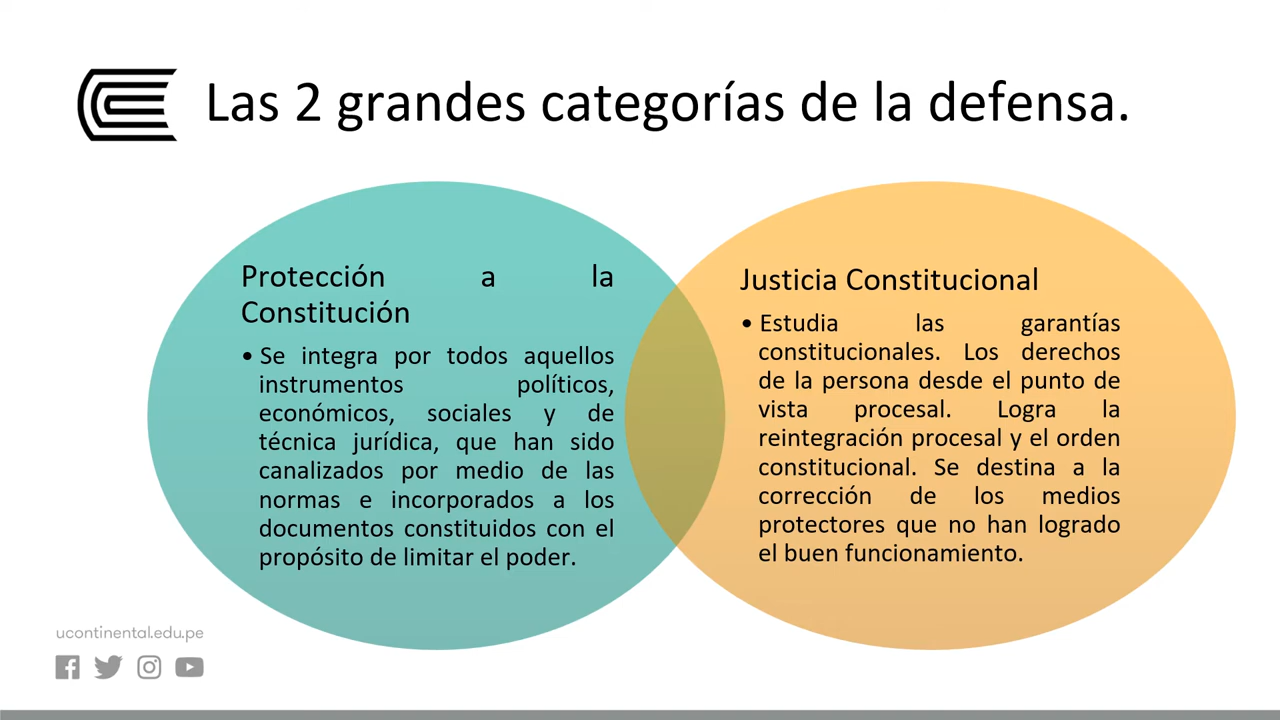 Las 2 grandes categorías de la defensa.
Protección a la
Constitución
• Se integra por todos aquellos
instrumentos políticos,
económicos, sociales y de
técnica jurídica, que han sido
canalizados por medio de las
normas e incorporados a los
documentos constituidos con el
propósito de limitar el poder.
Justicia Constitucional
• Estudia las garantías
constitucionales. Los derechos
de la persona desde el punto de
vista procesal. Logra la
reintegración procesal y el orden
constitucional. Se destina a la
corrección de los medios
protectores que no han logrado
el buen funcionamiento.
ucontinental.edu.pe